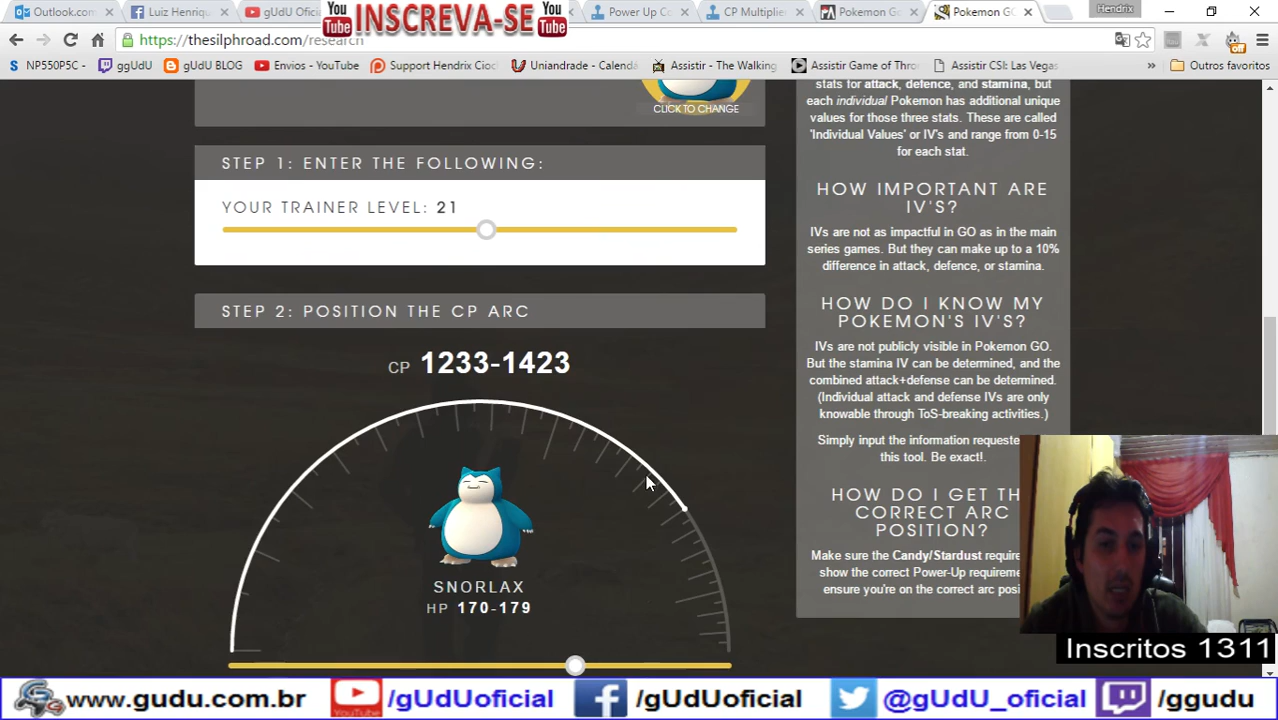 Outlook.com
Luiz Henriqu
gUdU Ofici
You Tube INSCREVA-SE You Tube
Power Up C
CP Multiplie
Pokemon Go
Pokemon GO
Hendrix
https://thesilphroad.com/research
off
NP550P5C -
ggUdU
gUdU BLOG
Envios - YouTube
Support Hendrix Cioc
Uniandrade - Calend
Assistir - The Walking
Assistir Game of Thro
Assistir CSI: Las Vegas
»
Outros favoritos
CLICK TO CHANGE
STEP 1: ENTER THE FOLLOWING:
YOUR TRAINER LEVEL: 21
STEP 2: POSITION THE CP ARC
CP 1233-1423
SNORLAX
HP 170-179
stats for attack, defence, and stamina, but
each individual Pokemon has additional unique
values for those three stats. These are called
'Individual Values' or IV's and range from 0-15
for each stat.
HOW IMPORTANT ARE
IV'S?
IVs are not as impactful in GO as in the main
series games. But they can make up to a 10%
difference in attack, defence, or stamina.
HOW DO I KNOW MY
POKEMON'S IV'S?
IVs are not publicly visible in Pokemon GO.
But the stamina IV can be determined, and the
combined attack+defense can be determined.
(Individual attack and defense IVs are only
knowable through ToS-breaking activities.)
Simply input the information requeste
this tool. Be exact!.
HOW DO I GET TH
CORRECT ARC
POSITION?
Make sure the Candy/Stardust require
show the correct Power-Up requireme
ensure you're on the correct arc posi
Inscritos 1311
www.gudu.com.br
YouTube
/gUdUoficial
/gUdUoficial
@gUdU_oficial
/ggudu